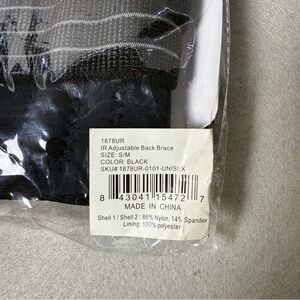 1878UR
IR Adjustable Back Brace
SIZE: S/M
COLOR: BLACK
SKU# 1878UR-0101-UNISEX
8 43041 15472 7
MADE IN CHINA
Shell 1 / Shell 2 : 86% Nylon, 14% Spandex
Lining: 100% polyester